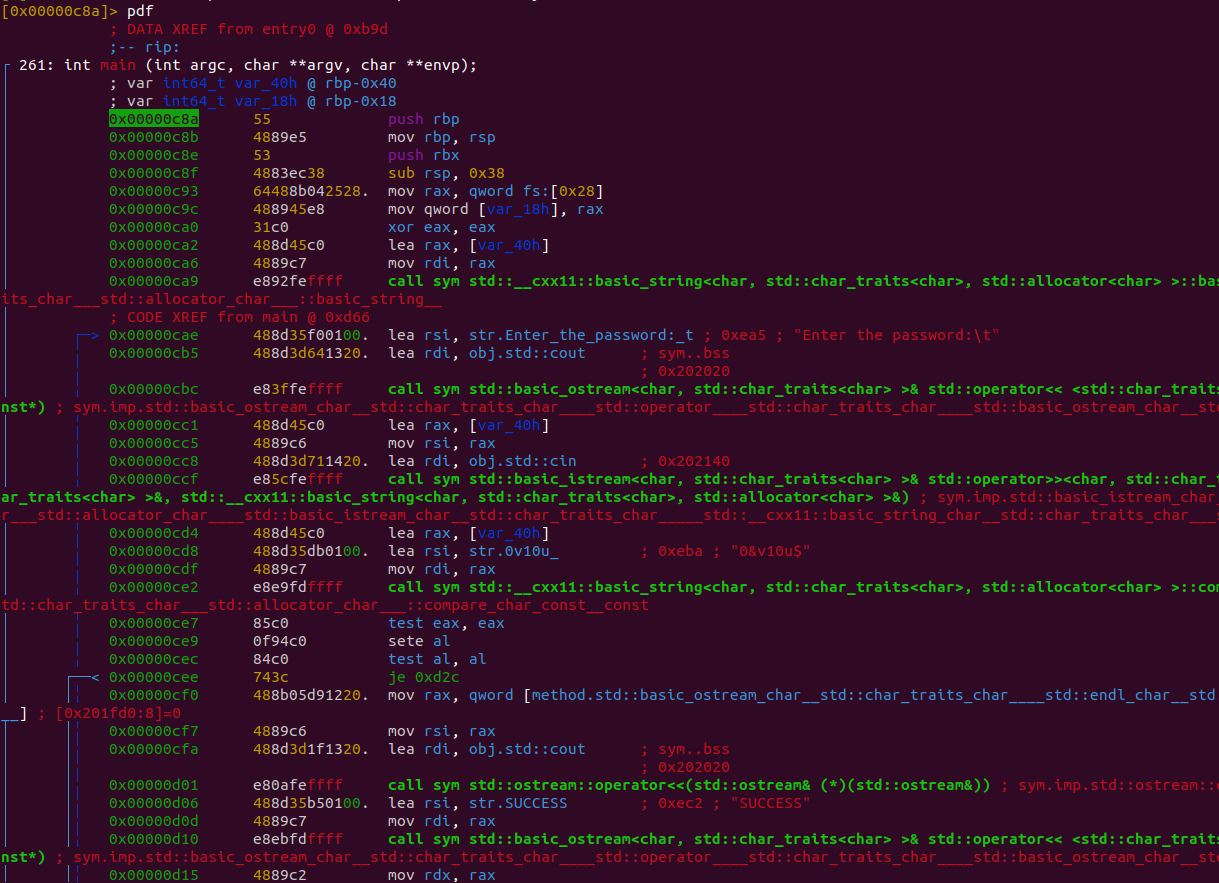 [0x00000c8a]> pdf
; DATA XREF from entry0 @ 0xb9d
;-- rip:
261: int main (int argc, char **argv, char **envp);
; var int64_t var_40h @ rbp-0x40
; var int64_t var_18h @ rbp-0x18
0x00000c8a 55 push rbp
0x00000c8b 4889e5 mov rbp, rsp
0x00000c8e 53 push rbx
0x00000c8f 4883ec38 sub rsp, 0x38
0x00000c93 64488b042528. mov rax, qword fs:[0x28]
0x00000c9c 488945e8 mov qword [var_18h], rax
0x00000ca0 31c0 xor eax, eax
0x00000ca2 488d45c0 lea rax, [var_40h]
0x00000ca6 4889c7 mov rdi, rax
0x00000ca9 e892feffff call sym std::__cxx11::basic_string<char, std::char_traits<char>, std::allocator<char> >::bas
its_char___std::allocator_char___::basic_string__
; CODE XREF from main @ 0xd66
0x00000cae 488d35f00100. lea rsi, str.Enter_the_password:_t ; 0xea5 ; "Enter the password:\t"
0x00000cb5 488d3d641320. lea rdi, obj.std::cout ; sym..bss
; 0x202020
0x00000cbc e83ffeffff call sym std::basic_ostream<char, std::char_traits<char> >& std::operator<< <std::char_traits
nst*) ; sym.imp.std::basic_ostream_char__std::char_traits_char____std::operator____std::char_traits_char____std::basic_ostream_char__std
0x00000cc1 488d45c0 lea rax, [var_40h]
0x00000cc5 4889c6 mov rsi, rax
0x00000cc8 488d3d711420. lea rdi, obj.std::cin ; 0x202140
0x00000ccf e85cfeffff call sym std::basic_istream<char, std::char_traits<char> >& std::operator>><char, std::char_t
ar_traits<char> >&, std::__cxx11::basic_string<char, std::char_traits<char>, std::allocator<char> >&) ; sym.imp.std::basic_istream_char_
r___std::allocator_char____std::basic_istream_char__std::char_traits_char_____std::__cxx11::basic_string_char__std::char_traits_char___s
0x00000cd4 488d45c0 lea rax, [var_40h]
0x00000cd8 488d35db0100. lea rsi, str.0v10u_ ; 0xeba ; "0&v10u$"
0x00000cdf 4889c7 mov rdi, rax
0x00000ce2 e8e9fdffff call sym std::__cxx11::basic_string<char, std::char_traits<char>, std::allocator<char> >::com
td::char_traits_char___std::allocator_char___::compare_char_const__const
0x00000ce7 85c0 test eax, eax
0x00000ce9 0f94c0 sete al
0x00000cec 84c0 test al, al
0x00000cee 743c je 0xd2c
0x00000cf0 488b05d91220. mov rax, qword [method.std::basic_ostream_char__std::char_traits_char____std::endl_char__std
__] ; [0x201fd0:8]=0
0x00000cf7 4889c6 mov rsi, rax
0x00000cfa 488d3d1f1320. lea rdi, obj.std::cout ; sym..bss
; 0x202020
0x00000d01 e80afeffff call sym std::ostream::operator<<(std::ostream& (*)(std::ostream&)) ; sym.imp.std::ostream::
0x00000d06 488d35b50100. lea rsi, str.SUCCESS ; 0xec2 ; "SUCCESS"
0x00000d0d 4889c7 mov rdi, rax
0x00000d10 e8ebfdffff call sym std::basic_ostream<char, std::char_traits<char> >& std::operator<< <std::char_traits
nst*) ; sym.imp.std::basic_ostream_char__std::char_traits_char____std::operator____std::char_traits_char____std::basic_ostream_char__std
0x00000d15 4889c2 mov rdx, rax